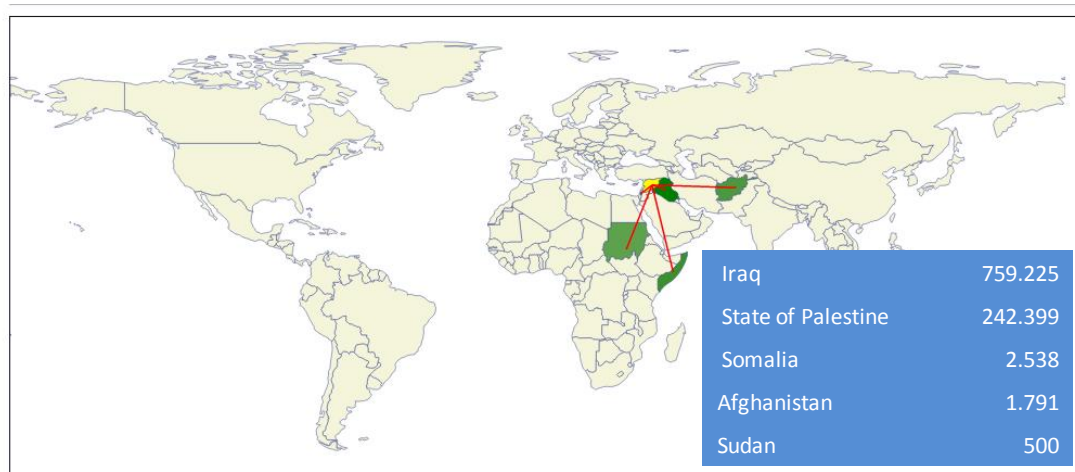 Iraq 759.225
State of Palestine 242.399
Somalia 2.538
Afghanistan 1.791
Sudan 500